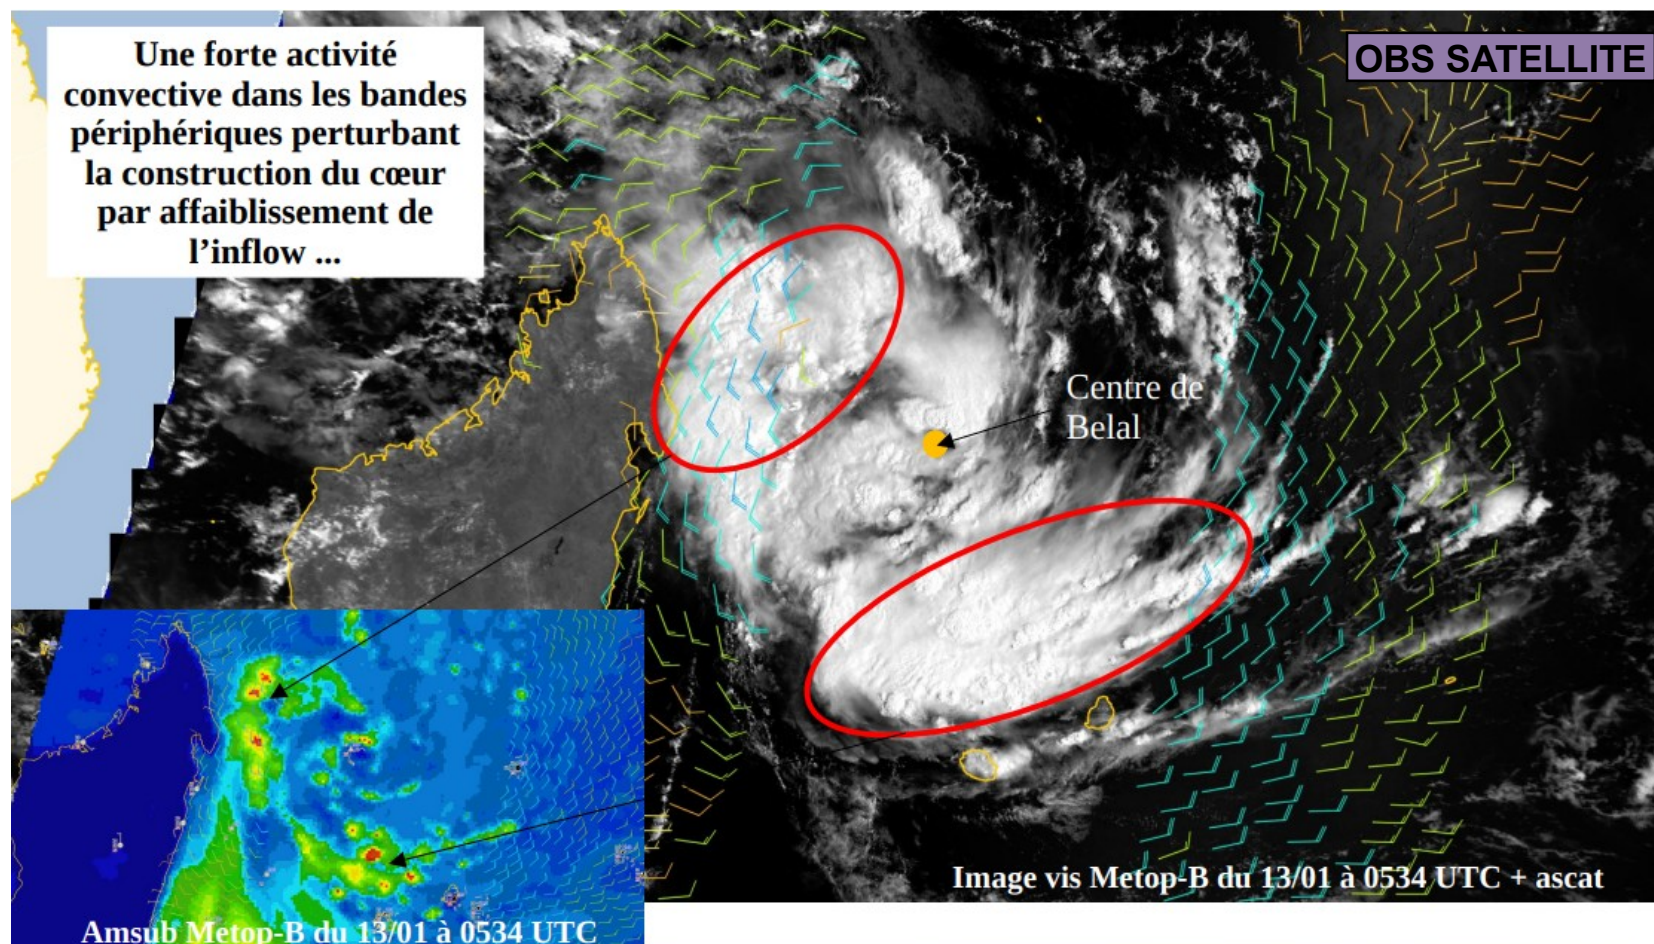 Une forte activité
convective dans les bandes
périphériques perturbant
la construction du cœur
par affaiblissement de
l’inflow ...
OBS SATELLITE
Centre de
Belal
Image vis Metop-B du 13/01 à 0534 UTC + ascat
Amsub Metop-B du 13/01 à 0534 UTC